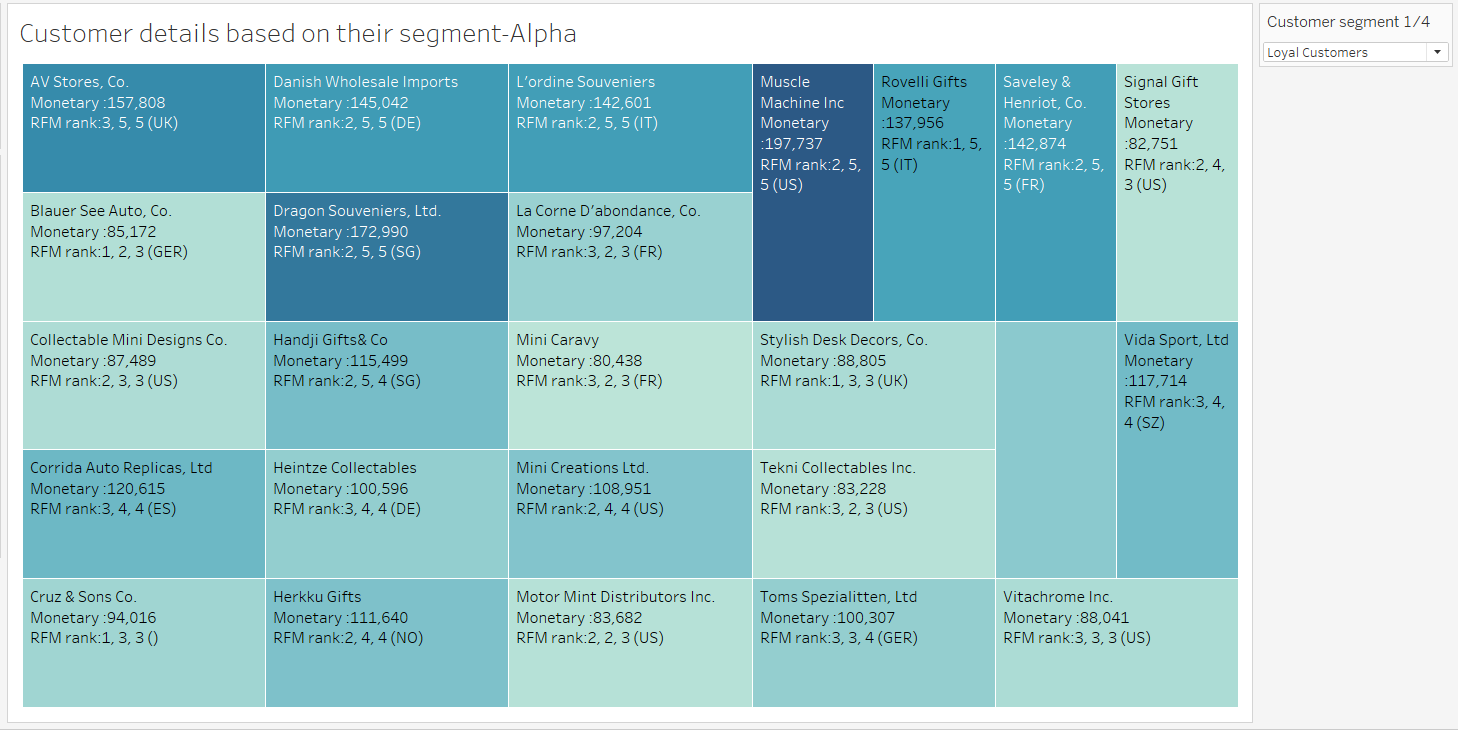 Customer details based on their segment-Alpha
Customer segment 1/4
Loyal Customers
AV Stores, Co.
Monetary :157,808
RFM rank:3, 5, 5 (UK)
Danish Wholesale Imports
Monetary :145,042
RFM rank:2, 5, 5 (DE)
L’ordine Souveniers
Monetary :142,601
RFM rank:2, 5, 5 (IT)
Muscle
Machine Inc
Monetary
:197,737
RFM rank:2, 5,
5 (US)
Rovelli Gifts
Monetary
:137,956
RFM rank:1, 5,
5 (IT)
Saveley &
Henriot, Co.
Monetary
:142,874
RFM rank:2, 5,
5 (FR)
Signal Gift
Stores
Monetary
:82,751
RFM rank:2, 4,
3 (US)
Blauer See Auto, Co.
Monetary :85,172
RFM rank:1, 2, 3 (GER)
Dragon Souveniers, Ltd.
Monetary :172,990
RFM rank:2, 5, 5 (SG)
La Corne D’abondance, Co.
Monetary :97,204
RFM rank:3, 2, 3 (FR)
Collectable Mini Designs Co.
Monetary :87,489
RFM rank:2, 3, 3 (US)
Handji Gifts& Co
Monetary :115,499
RFM rank:2, 5, 4 (SG)
Mini Caravy
Monetary :80,438
RFM rank:3, 2, 3 (FR)
Stylish Desk Decors, Co.
Monetary :88,805
RFM rank:1, 3, 3 (UK)
Vida Sport, Ltd
Monetary
:117,714
RFM rank:3, 4,
4 (SZ)
Corrida Auto Replicas, Ltd
Monetary :120,615
RFM rank:3, 4, 4 (ES)
Heintze Collectables
Monetary :100,596
RFM rank:3, 4, 4 (DE)
Mini Creations Ltd.
Monetary :108,951
RFM rank:2, 4, 4 (US)
Tekni Collectables Inc.
Monetary :83,228
RFM rank:3, 2, 3 (US)
Cruz & Sons Co.
Monetary :94,016
RFM rank:1, 3, 3 ()
Herkku Gifts
Monetary :111,640
RFM rank:2, 4, 4 (NO)
Motor Mint Distributors Inc.
Monetary :83,682
RFM rank:2, 2, 3 (US)
Toms Spezialitten, Ltd
Monetary :100,307
RFM rank:3, 3, 4 (GER)
Vitachrome Inc.
Monetary :88,041
RFM rank:3, 3, 3 (US)